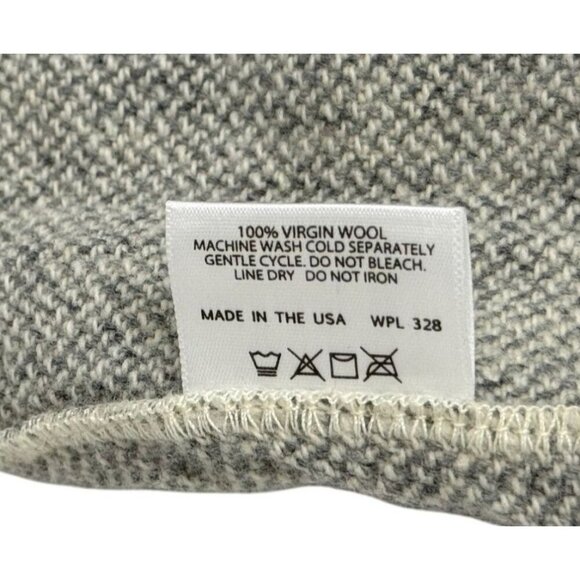 100% VIRGIN WOOL
MACHINE WASH COLD SEPARATELY
GENTLE CYCLE. DO NOT BLEACH.
LINE DRY DO NOT IRON
MADE IN THE USA WPL 328